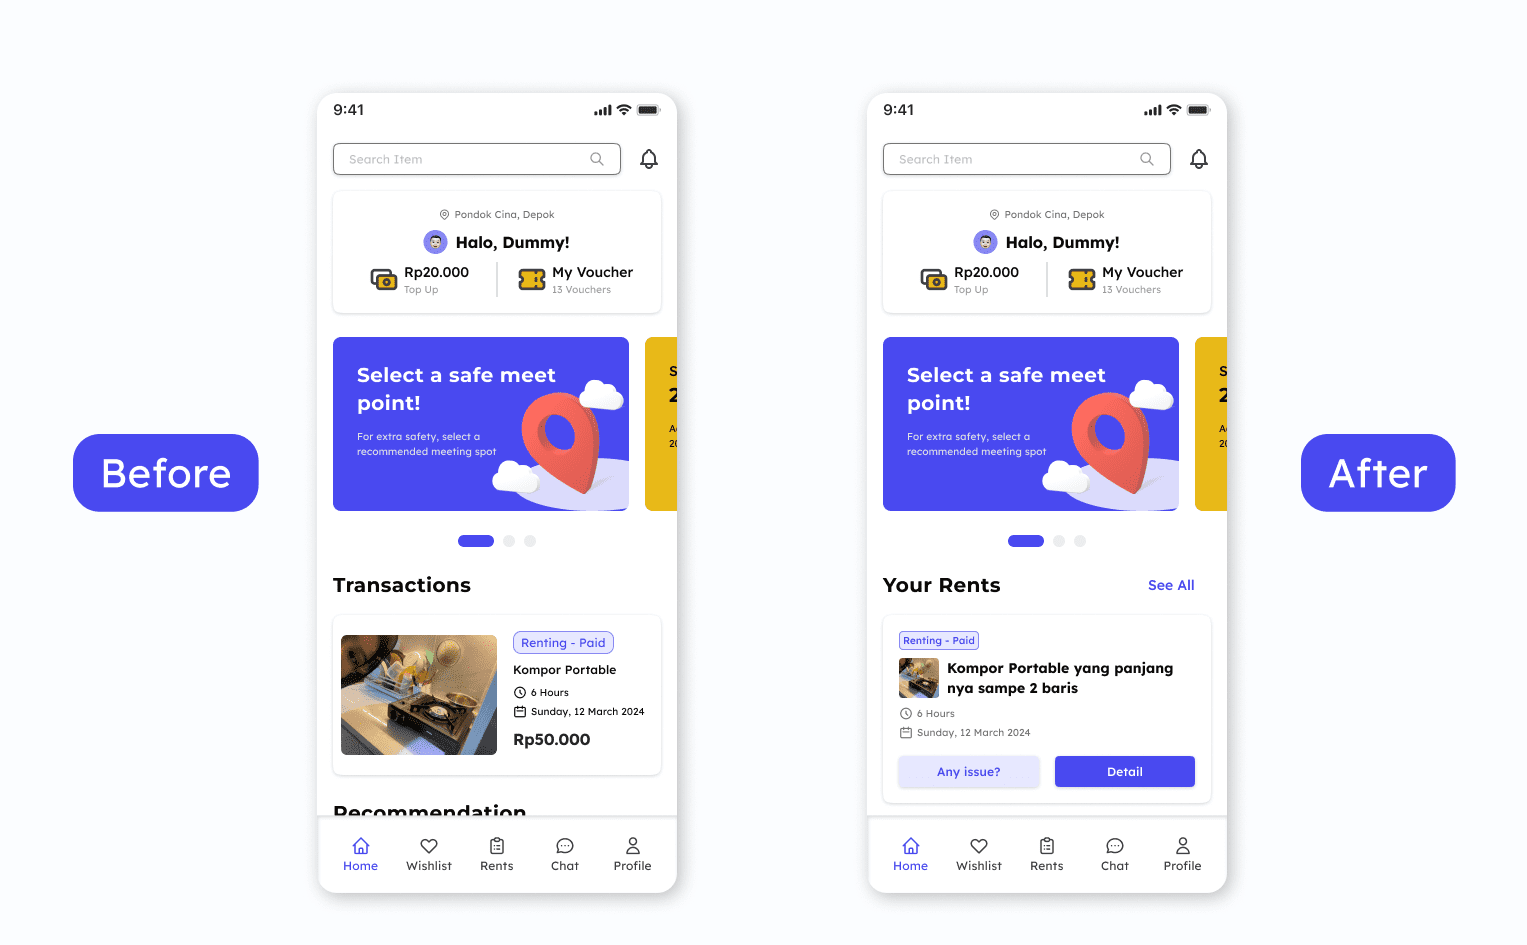 Before
9:41
Search Item
Pondok Cina, Depok
Halo, Dummy!
Rp20.000
Top Up
My Voucher
13 Vouchers
Select a safe meet
point!
For extra safety, select a
recommended meeting spot
S
2
A
20
Transactions
Renting - Paid
Kompor Portable
6 Hours
Sunday, 12 March 2024
Rp50.000
Recommendation
Home
Wishlist
Rents
Chat
Profile
9:41
Search Item
Pondok Cina, Depok
Halo, Dummy!
Rp20.000
Top Up
My Voucher
13 Vouchers
Select a safe meet
point!
For extra safety, select a
recommended meeting spot
S
2
A
20
Your Rents
See All
Renting - Paid
Kompor Portable yang panjang
nya sampe 2 baris
6 Hours
Sunday, 12 March 2024
Any issue?
Detail
Home
Wishlist
Rents
Chat
Profile
After